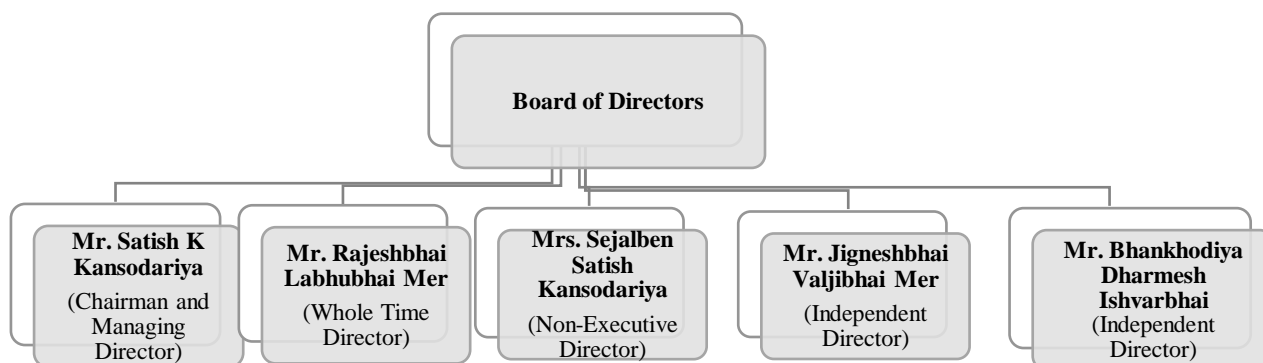 Board of Directors
Mr. Satish K
Kansodariya
(Chairman and
Managing
Director)
Mr. Rajeshbhai
Labhubhai Mer
(Whole Time
Director)
Mrs. Sejalben
Satish
Kansodariya
(Non-Executive
Director)
Mr. Jigneshbhai
Valjibhai Mer
(Independent
Director)
Mr. Bhankhodiya
Dharmesh
Ishvarbhai
(Independent
Director)